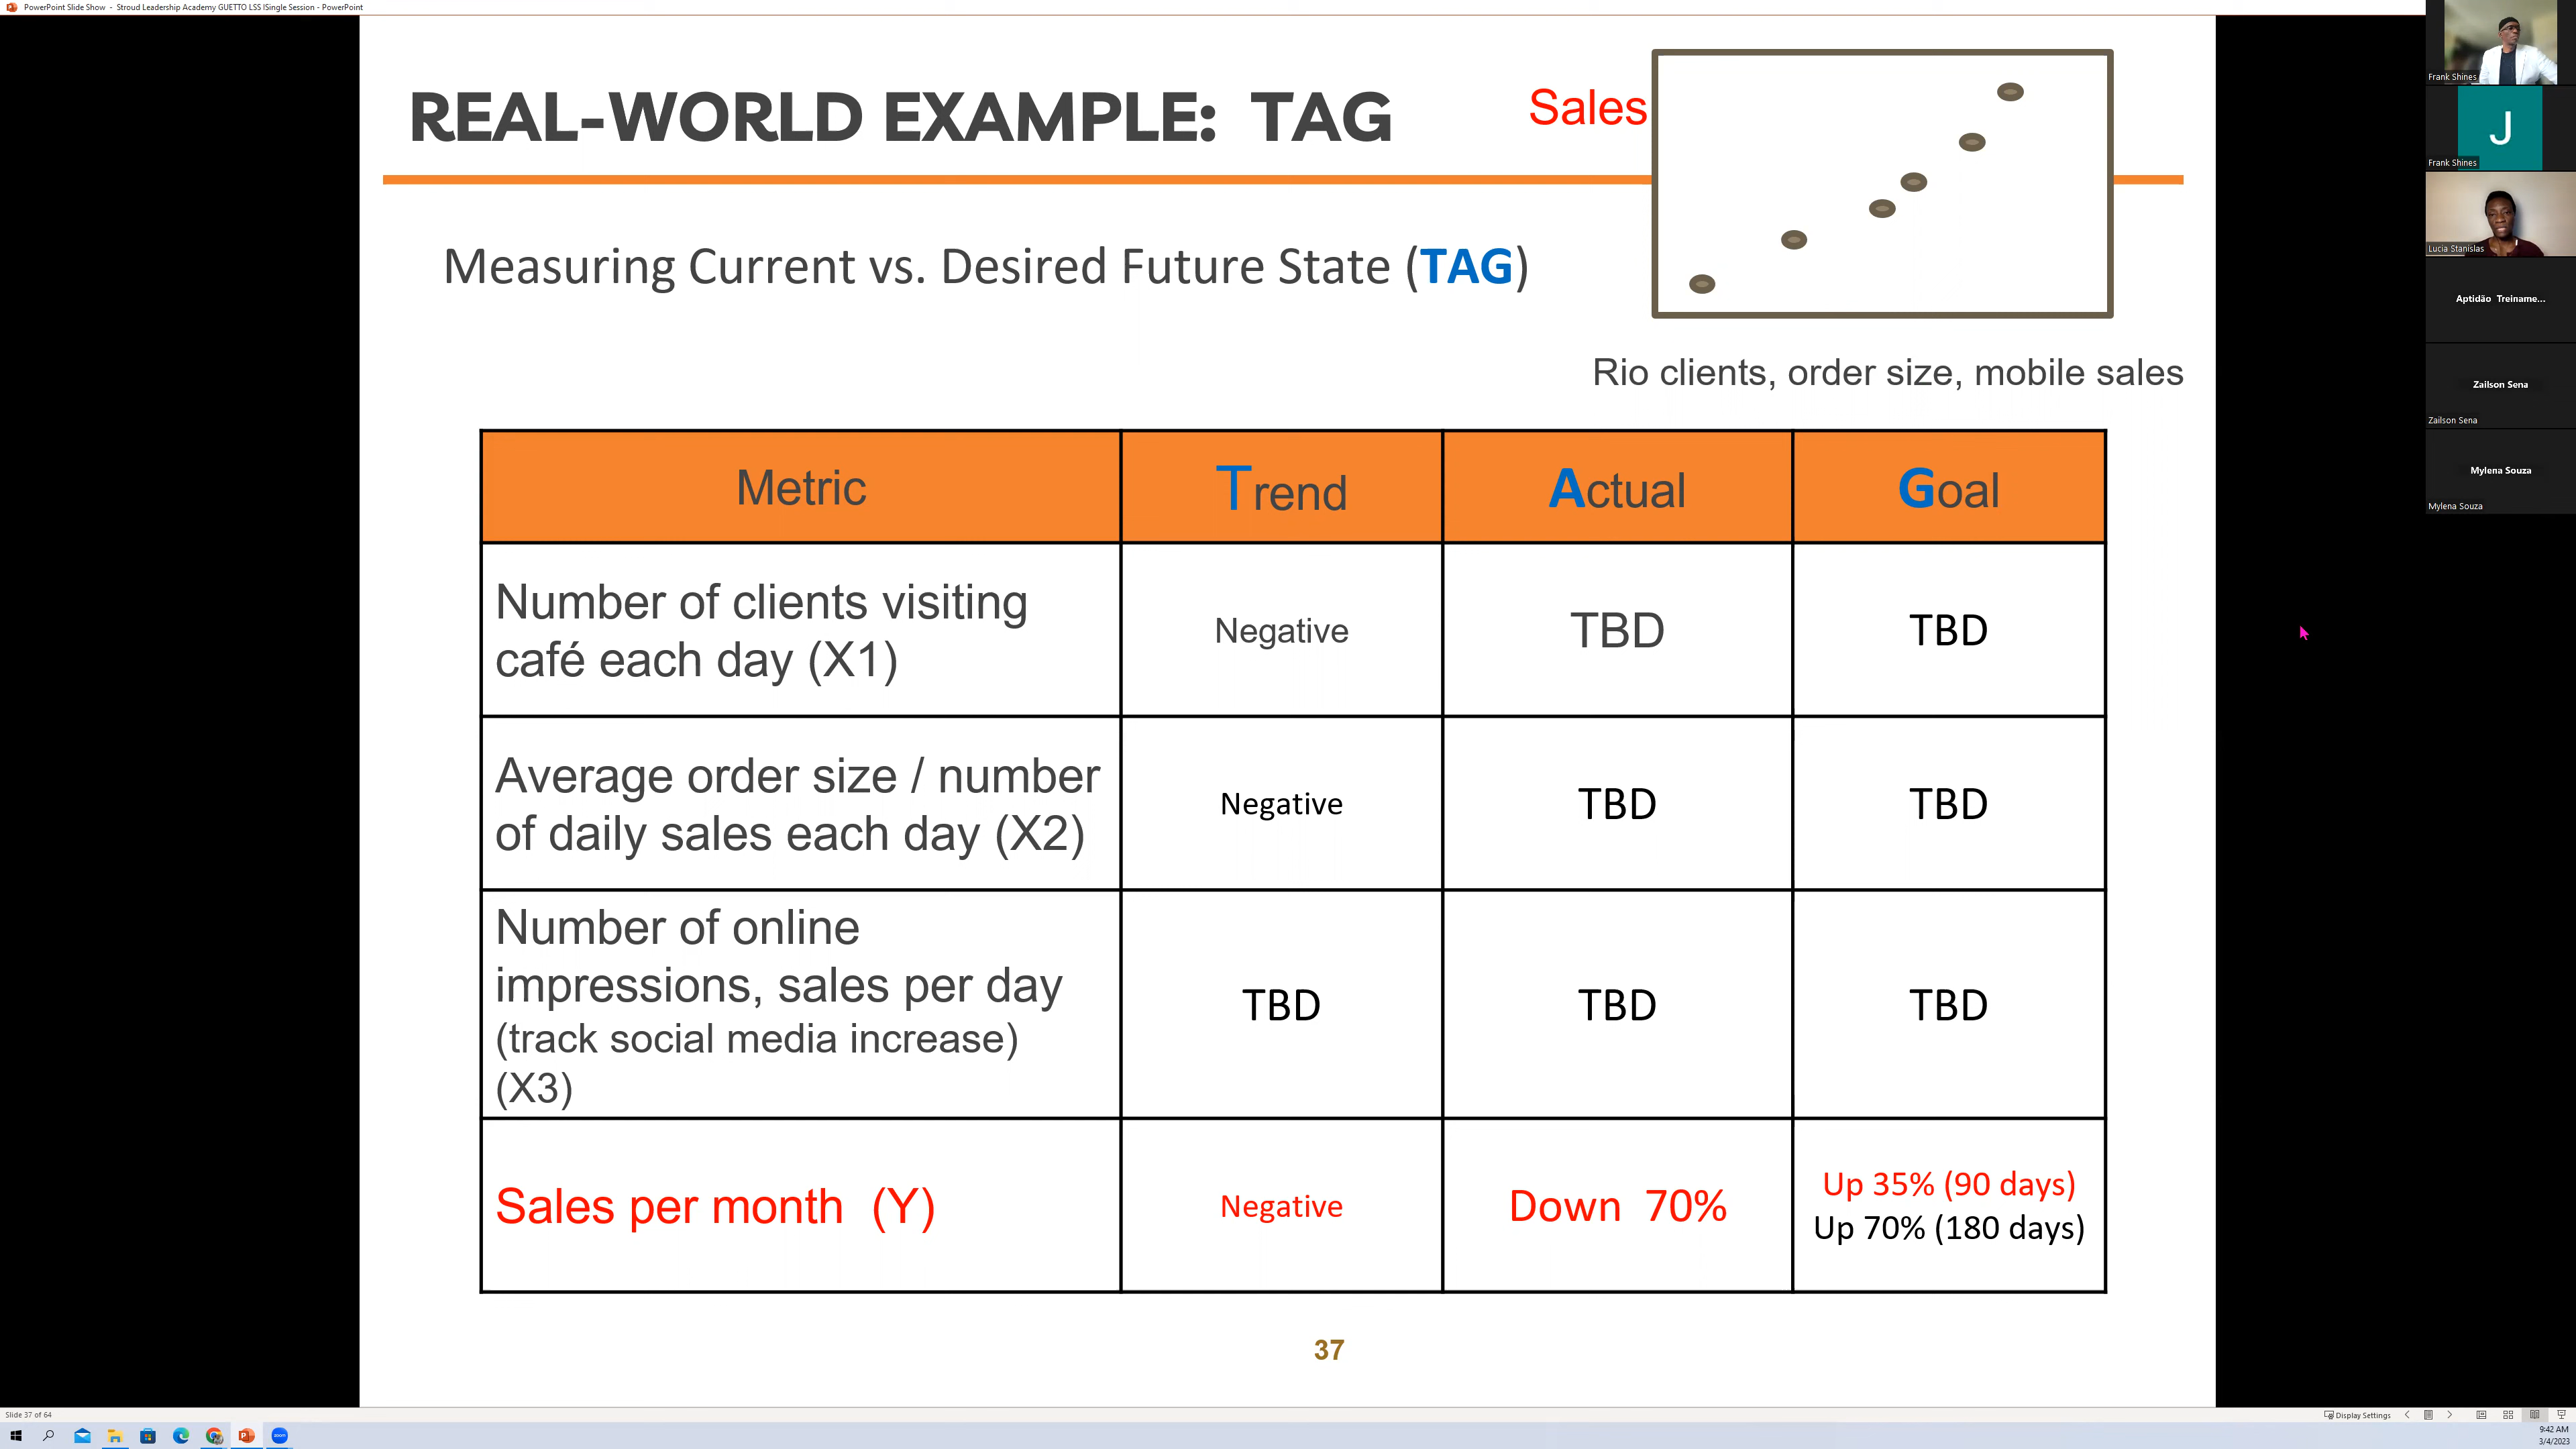 PowerPoint Slide Show - Stroud Leadership Academy GUETTO LSS ISingle Session - PowerPoint
REAL-WORLD EXAMPLE: TAG
Sales
Measuring Current vs. Desired Future State (TAG)
Rio clients, order size, mobile sales
Metric
Trend
Actual
Goal
Number of clients visiting
café each day (X1)
Negative
TBD
TBD
Average order size / number
of daily sales each day (X2)
Negative
TBD
TBD
Number of online
impressions, sales per day
(track social media increase)
(X3)
TBD
TBD
TBD
Sales per month (Y)
Negative
Down 70%
Up 35% (90 days)
Up 70% (180 days)
37
Frank Shines
J
Frank Shines
Lucia Stanislas
Aptidão Treiname...
Zailson Sena
Zailson Sena
Mylena Souza
Mylena Souza
Slide 37 of 64
Display Settings
zoom
9:42 AM
3/4/2023